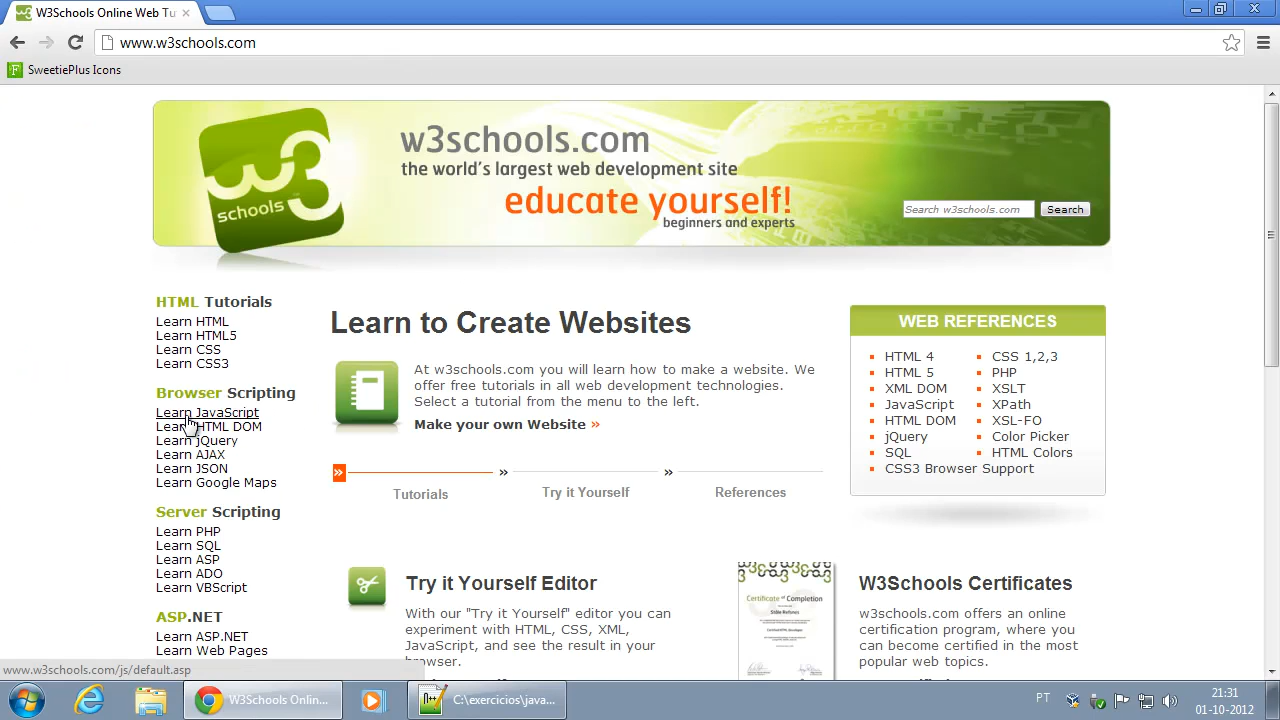 W3Schools Online Web Tu
www.w3schools.com
SweetiePlus Icons
w3 schools
w3schools.com
the world's largest web development site
educate yourself!
beginners and experts
Search w3schools.com
Search
HTML Tutorials
Learn HTML
Learn HTML5
Learn CSS
Learn CSS3
Browser Scripting
Learn JavaScript
Learn HTML DOM
Learn jQuery
Learn AJAX
Learn JSON
Learn Google Maps
Server Scripting
Learn PHP
Learn SQL
Learn ASP
Learn ADO
Learn VBScript
ASP.NET
Learn ASP.NET
Learn Web Pages
Learn to Create Websites
At w3schools.com you will learn how to make a website. We
offer free tutorials in all web development technologies.
Select a tutorial from the menu to the left.
Make your own Website »
» » »
Tutorials Try it Yourself References
WEB REFERENCES
HTML 4
HTML 5
XML DOM
JavaScript
HTML DOM
jQuery
SQL
CSS3 Browser Support
CSS 1,2,3
PHP
XSLT
XPath
XSL-FO
Color Picker
HTML Colors
Try it Yourself Editor
With our "Try it Yourself" editor you can
experiment with HTML, CSS, XML,
JavaScript, and see the result in your
browser.
Certificate of Completion
W3Schools Certificates
w3schools.com offers an online
certification program, where you
can become certified in the most
popular web topics.
www.w3schools.com/js/default.asp
W3Schools Onlin...
C:\exercicios\java...
PT
21:31
01-10-2012